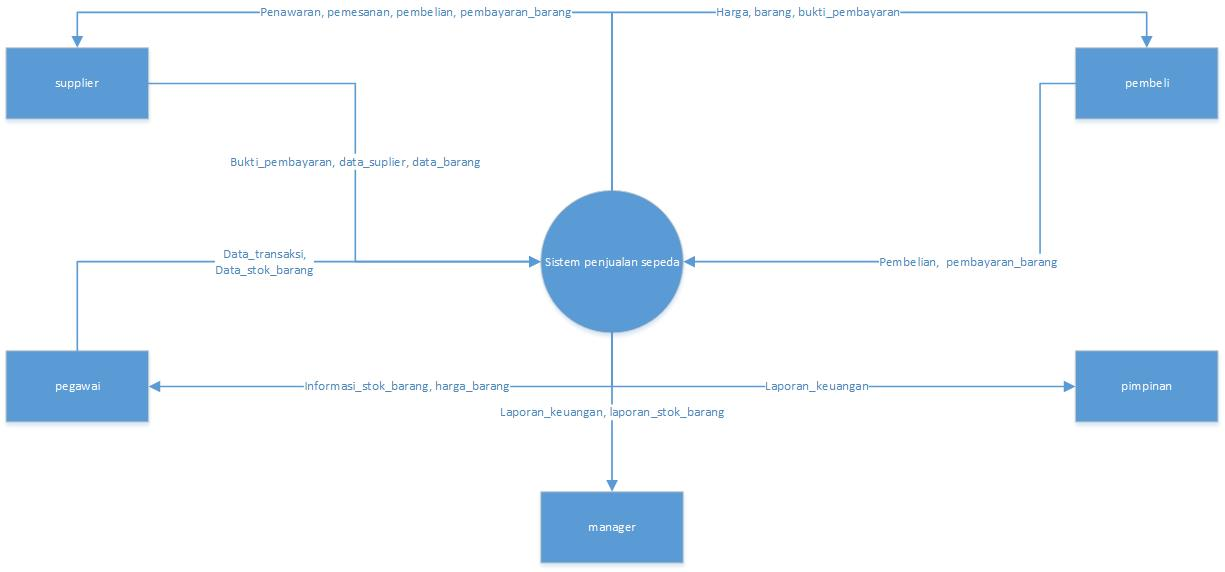 Penawaran, pemesanan, pembelian, pembayaran_barang
Harga, barang, bukti_pembayaran
supplier
pembeli
Bukti_pembayaran, data_suplier, data_barang
Data_transaksi,
Data_stok_barang
Sistem penjualan sepeda
Pembelian, pembayaran_barang
pegawai
Informasi_stok_barang, harga_barang
Laporan_keuangan
pimpinan
Laporan_keuangan, laporan_stok_barang
manager